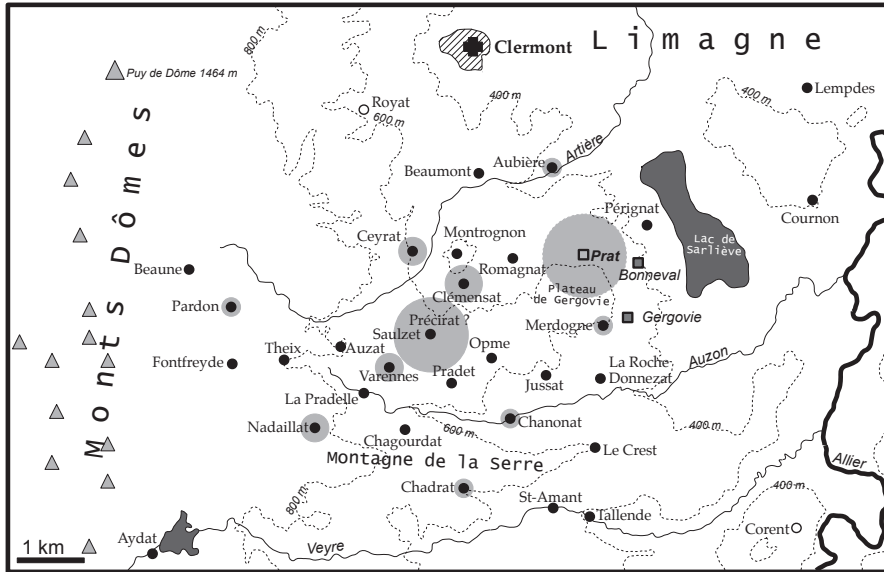 800 m
Clermont
Limagne
Puy de Dôme 1464 m
400 m
400 m
Lempdes
Royat
600 m
Monts Dômes
Beaumont
Aubière
Artière
Cournon
Pérignat
Ceyrat
Montrognon
Lac de
Sarliève
Beaune
Romagnat
Prat
Bonneval
Clémensat
Plateau
de Gergovie
Pardon
Précirat ?
Saulzet
Merdogne
Gergovie
Opme
Theix
Auzat
Auzon
Fontfreyde
Varennes
Pradet
Jussat
La Roche
Donnezat
La Pradelle
Nadaillat
Chanonat
400 m
Chagourdat
600 m
Le Crest
Montagne de la Serre
Allier
Chadrat
800 m
St-Amant
Tallende
400 m
Corent
Aydat
Veyre
1 km